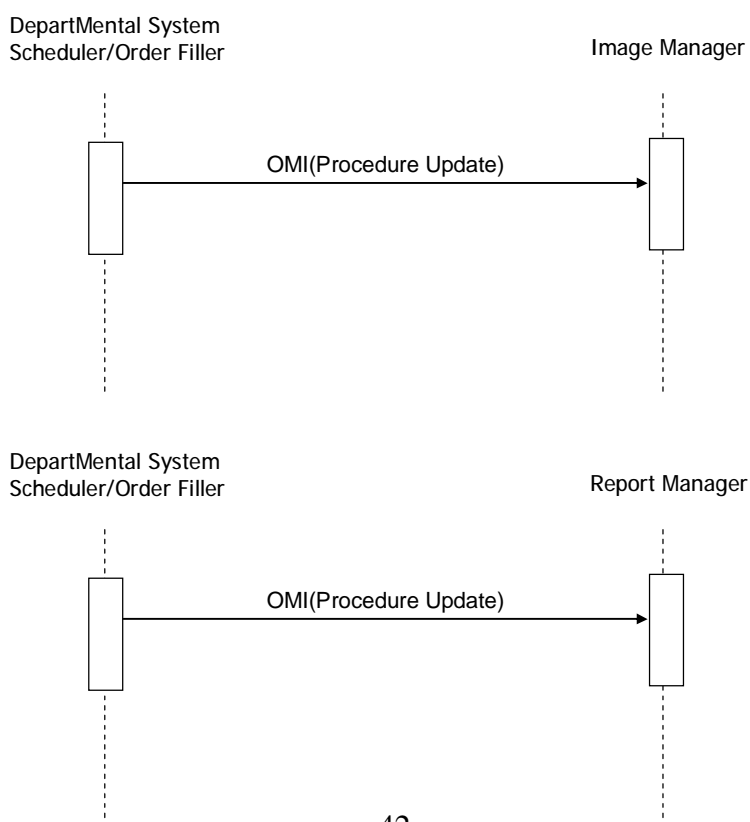 DepartMental System
Scheduler/Order Filler
Image Manager
OMI(Procedure Update)
DepartMental System
Scheduler/Order Filler
Report Manager
OMI(Procedure Update)
42